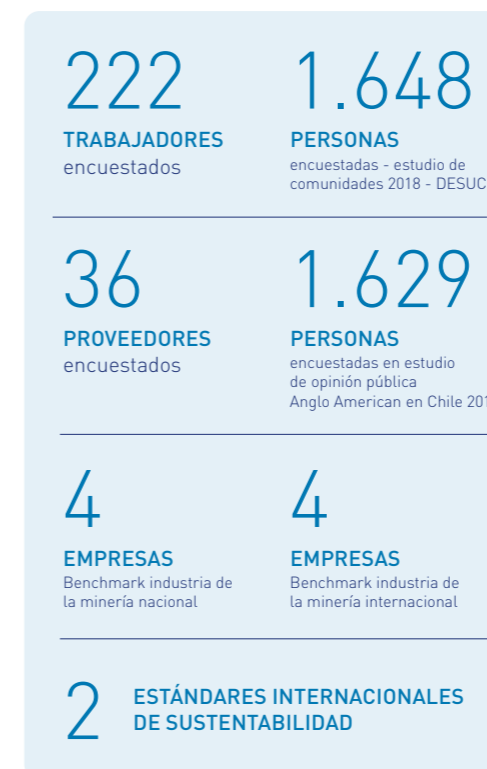 222
TRABAJADORES
encuestados
1.648
PERSONAS
encuestadas - estudio de
comunidades 2018 - DESUC
36
PROVEEDORES
encuestados
1.629
PERSONAS
encuestadas en estudio
de opinión pública
Anglo American en Chile
4
EMPRESAS
Benchmark industria de
la minería nacional
4
EMPRESAS
Benchmark industria de
la minería internacional
2
ESTÁNDARES INTERNACIONALES
DE SUSTENTABILIDAD